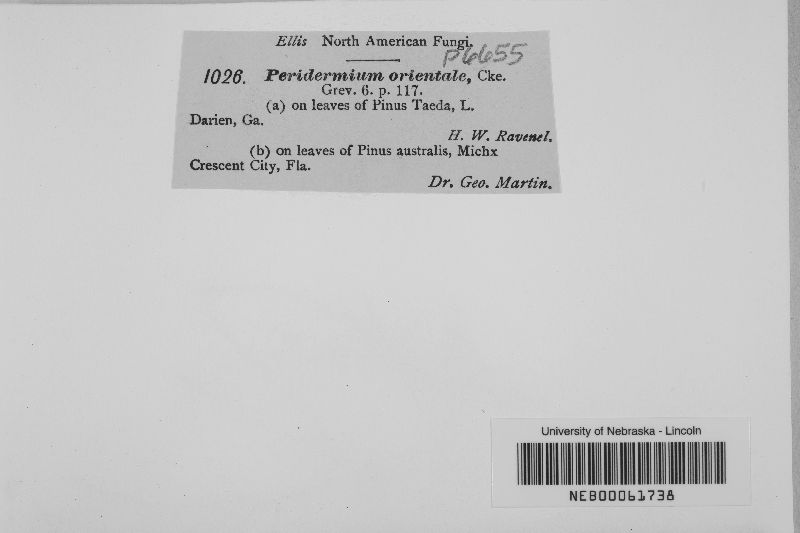 Ellis North American Fungi.
P6655
1026. Peridermium orientale, Cke.
Grev. 6. p. 117.
(a) on leaves of Pinus Taeda, L.
Darien, Ga.
H. W. Ravenel.
(b) on leaves of Pinus australis, Michx
Crescent City, Fla.
Dr. Geo. Martin.
University of Nebraska - Lincoln
NEB00061738